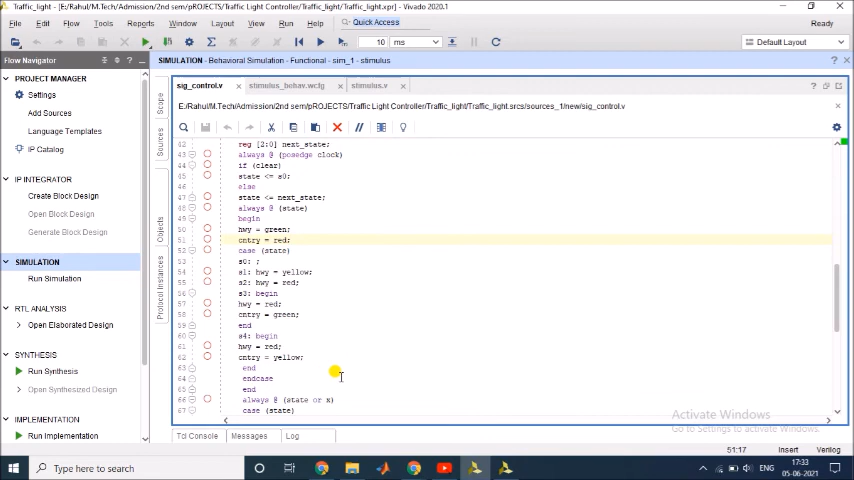 Traffic_light - [E:/Rahul/M.Tech/Admission/2nd sem/pROJECTS/Traffic Light Controller/Traffic_light/Traffic_light.xpr] - Vivado 2020.1
File Edit Flow Tools Reports Window Layout View Run Help Quick Access Ready
10 ms Default Layout
Flow Navigator
SIMULATION - Behavioral Simulation - Functional - sim_1 - stimulus
PROJECT MANAGER
Settings
Add Sources
Language Templates
IP Catalog
IP INTEGRATOR
Create Block Design
Open Block Design
Generate Block Design
SIMULATION
Run Simulation
RTL ANALYSIS
Open Elaborated Design
SYNTHESIS
Run Synthesis
Open Synthesized Design
IMPLEMENTATION
Run Implementation
Scope
Sources
Objects
Protocol Instances
sig_control.v stimulus_behav.wcfg stimulus.v
E:/Rahul/M.Tech/Admission/2nd sem/pROJECTS/Traffic Light Controller/Traffic_light/Traffic_light.srcs/sources_1/new/sig_control.v
42 reg [2:0] next_state;
43 always @ (posedge clock)
44 if (clear)
45 state <= s0;
46 else
47 state <= next_state;
48 always @ (state)
49 begin
50 hwy = green;
51 cntry = red;
52 case (state)
53 s0: ;
54 s1: hwy = yellow;
55 s2: hwy = red;
56 s3: begin
57 hwy = red;
58 cntry = green;
59 end
60 s4: begin
61 hwy = red;
62 cntry = yellow;
63 end
64 endcase
65 end
66 always @ (state or x)
67 case (state)
Activate Windows
Go to Settings to activate Windows.
Tcl Console Messages Log
51:17 Insert Verilog
Type here to search
ENG
17:33
05-06-2021